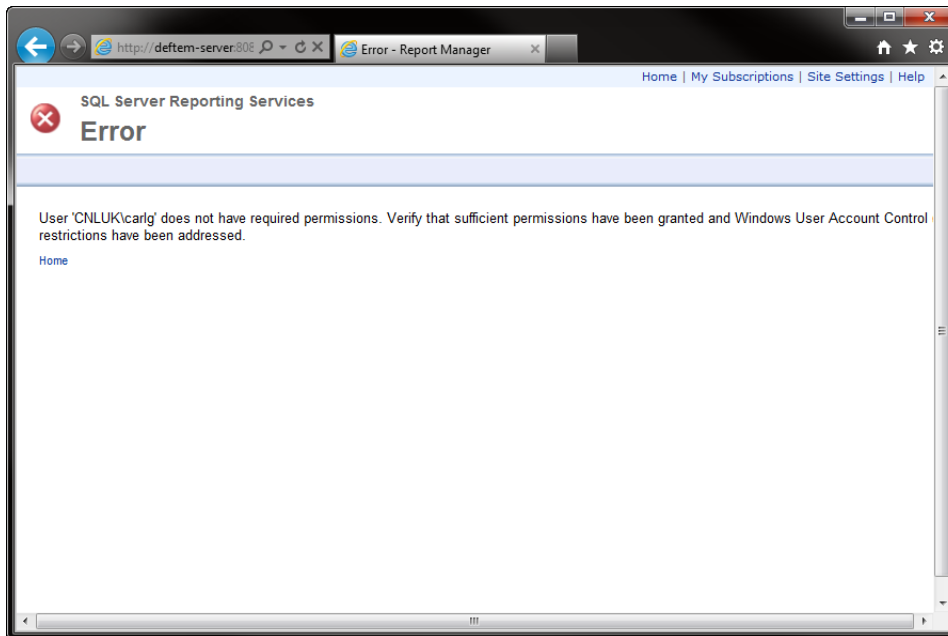 http://deftem-server:808
Error - Report Manager
Home | My Subscriptions | Site Settings | Help
SQL Server Reporting Services
Error
User 'CNLUK\carlg' does not have required permissions. Verify that sufficient permissions have been granted and Windows User Account Control
restrictions have been addressed.
Home